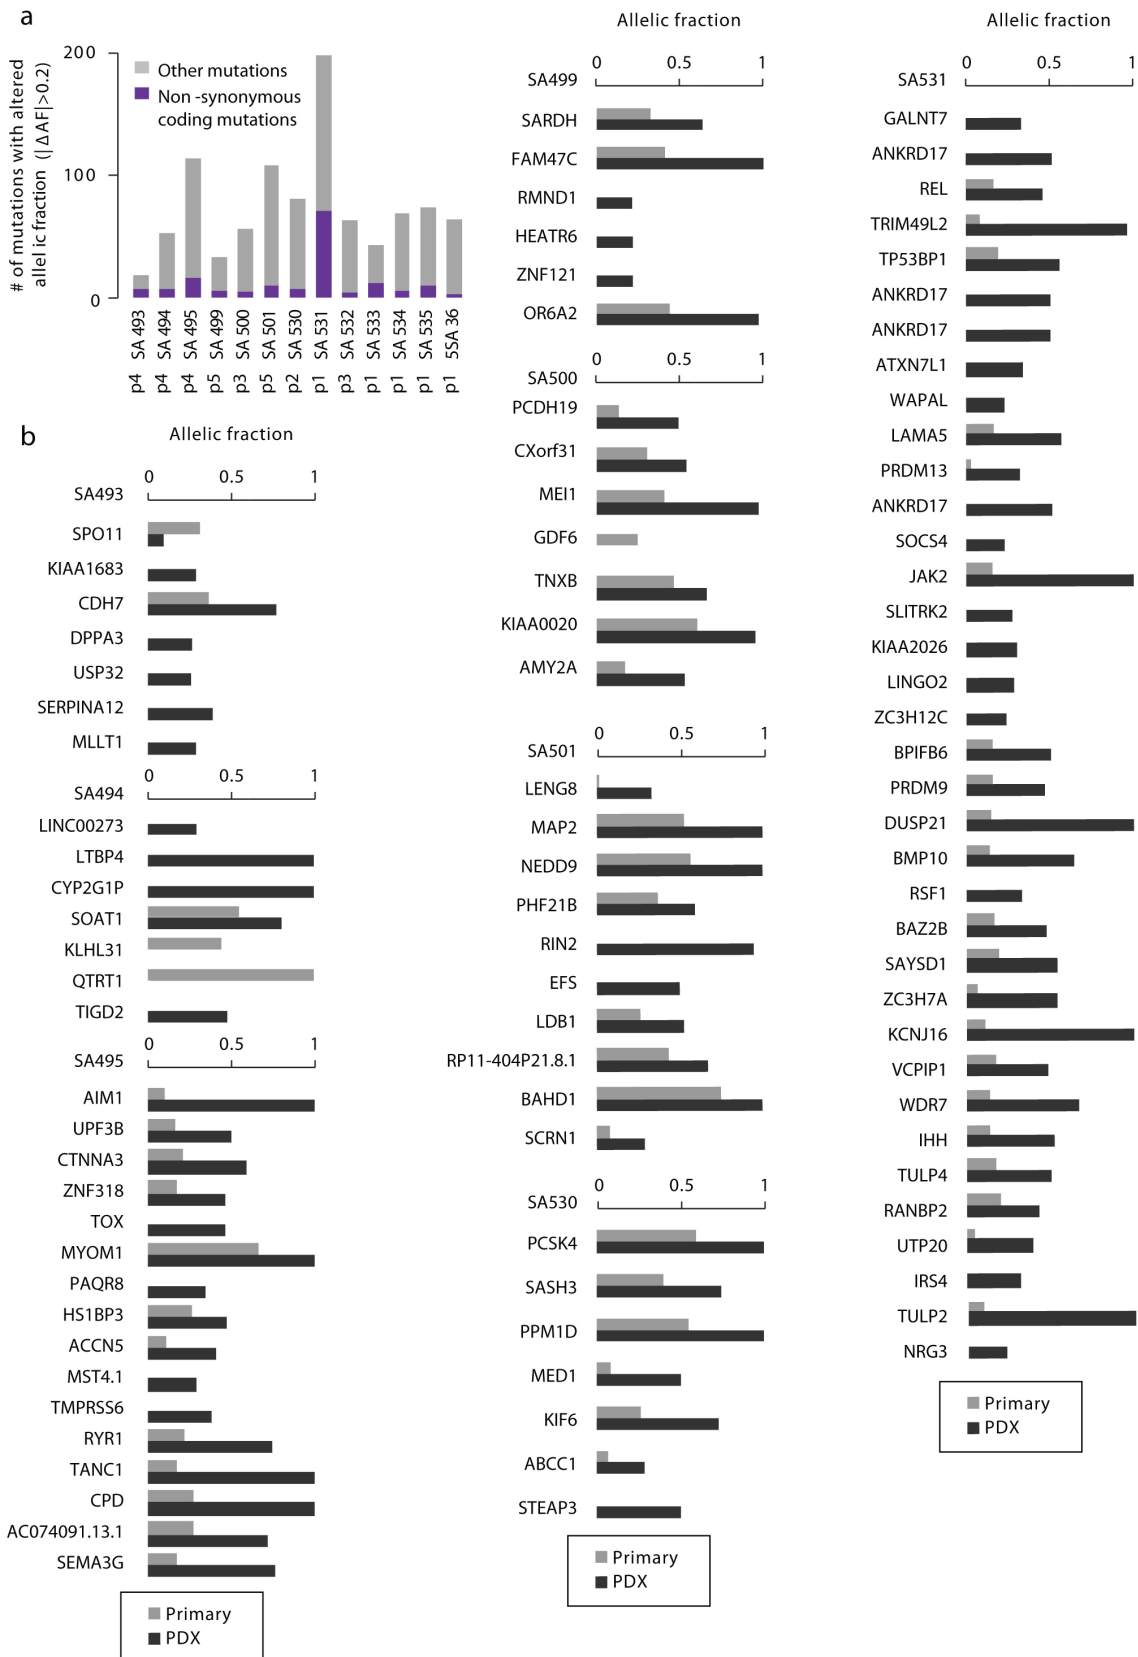 a
# of mutations with altered
allel ic fraction (|ΔAF|>0.2)
200
100
0
Other mutations
Non -synonymous
coding mutations
p4 SA 493
p4 SA 494
p4 SA 495
p5 SA 499
p3 SA 500
p5 SA 501
p2 SA 530
p1 SA 531
p3 SA 532
p1 SA 533
p1 SA 534
p1 SA 535
p1 5SA 36
b
Allelic fraction
0 0.5 1
SA493
SPO11
KIAA1683
CDH7
DPPA3
USP32
SERPINA12
MLLT1
0 0.5 1
SA494
LINC00273
LTBP4
CYP2G1P
SOAT1
KLHL31
QTRT1
TIGD2
0 0.5 1
SA495
AIM1
UPF3B
CTNNA3
ZNF318
TOX
MYOM1
PAQR8
HS1BP3
ACCN5
MST4.1
TMPRSS6
RYR1
TANC1
CPD
AC074091.13.1
SEMA3G
Primary
PDX
Allelic fraction
0 0.5 1
SA499
SARDH
FAM47C
RMND1
HEATR6
ZNF121
OR6A2
0 0.5 1
SA500
PCDH19
CXorf31
MEI1
GDF6
TNXB
KIAA0020
AMY2A
0 0.5 1
SA501
LENG8
MAP2
NEDD9
PHF21B
RIN2
EFS
LDB1
RP11-404P21.8.1
BAHD1
SCRN1
0 0.5 1
SA530
PCSK4
SASH3
PPM1D
MED1
KIF6
ABCC1
STEAP3
Primary
PDX
Allelic fraction
0 0.5 1
SA531
GALNT7
ANKRD17
REL
TRIM49L2
TP53BP1
ANKRD17
ANKRD17
ATXN7L1
WAPAL
LAMA5
PRDM13
ANKRD17
SOCS4
JAK2
SLITRK2
KIAA2026
LINGO2
ZC3H12C
BPIFB6
PRDM9
DUSP21
BMP10
RSF1
BAZ2B
SAYSD1
ZC3H7A
KCNJ16
VCPIP1
WDR7
IHH
TULP4
RANBP2
UTP20
IRS4
TULP2
NRG3
Primary
PDX